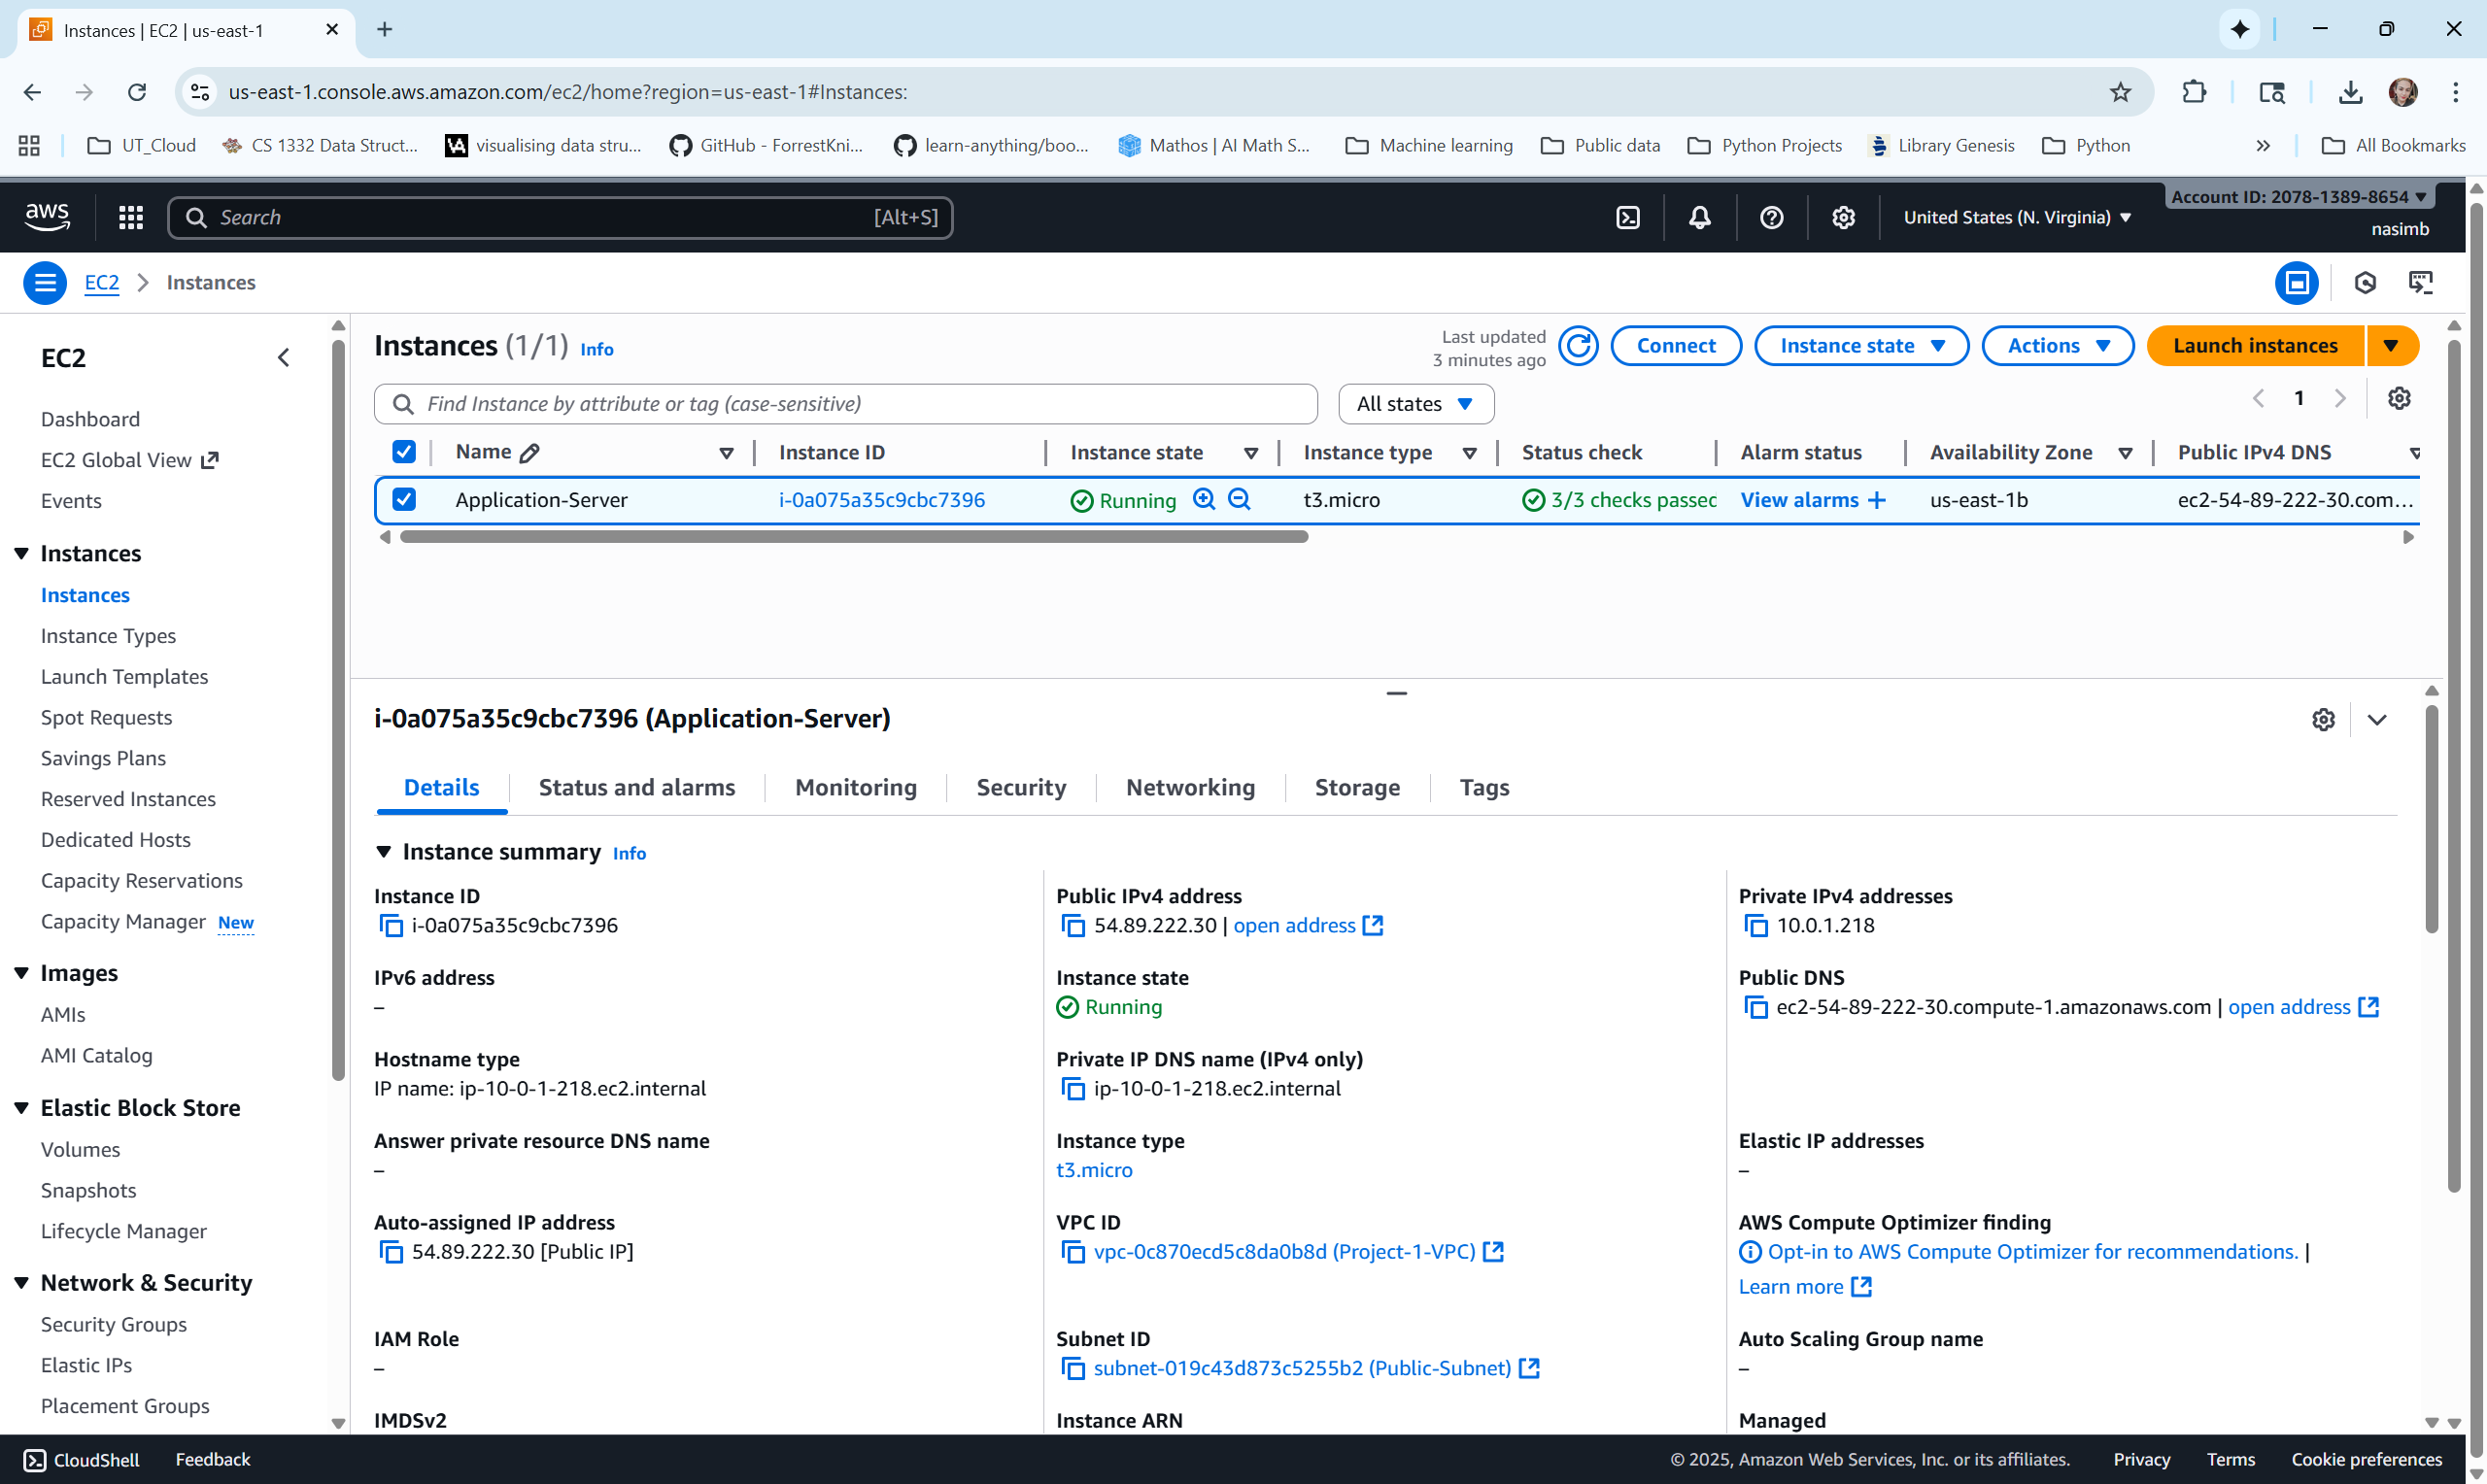 Instances | EC2 | us-east-1
us-east-1.console.aws.amazon.com/ec2/home?region=us-east-1#Instances:
UT_Cloud
CS 1332 Data Struct...
visualising data stru...
GitHub - ForrestKni...
learn-anything/boo...
Mathos | AI Math S...
Machine learning
Public data
Python Projects
Library Genesis
Python
All Bookmarks
aws
Search
[Alt+S]
United States (N. Virginia)
Account ID: 2078-1389-8654
nasimb
EC2
Instances
EC2
Dashboard
EC2 Global View
Events
Instances
Instances
Instance Types
Launch Templates
Spot Requests
Savings Plans
Reserved Instances
Dedicated Hosts
Capacity Reservations
Capacity Manager New
Images
AMIs
AMI Catalog
Elastic Block Store
Volumes
Snapshots
Lifecycle Manager
Network & Security
Security Groups
Elastic IPs
Placement Groups
Instances (1/1) Info
Last updated
3 minutes ago
Connect
Instance state
Actions
Launch instances
Find Instance by attribute or tag (case-sensitive)
All states
1
Name
Instance ID
Instance state
Instance type
Status check
Alarm status
Availability Zone
Public IPv4 DNS
Application-Server
i-0a075a35c9cbc7396
Running
t3.micro
3/3 checks passed
View alarms +
us-east-1b
ec2-54-89-222-30.com...
i-0a075a35c9cbc7396 (Application-Server)
Details
Status and alarms
Monitoring
Security
Networking
Storage
Tags
Instance summary Info
Instance ID
i-0a075a35c9cbc7396
Public IPv4 address
54.89.222.30 | open address
Private IPv4 addresses
10.0.1.218
IPv6 address
–
Instance state
Running
Public DNS
ec2-54-89-222-30.compute-1.amazonaws.com | open address
Hostname type
IP name: ip-10-0-1-218.ec2.internal
Private IP DNS name (IPv4 only)
ip-10-0-1-218.ec2.internal
Answer private resource DNS name
–
Instance type
t3.micro
Elastic IP addresses
–
Auto-assigned IP address
54.89.222.30 [Public IP]
VPC ID
vpc-0c870ecd5c8da0b8d (Project-1-VPC)
AWS Compute Optimizer finding
Opt-in to AWS Compute Optimizer for recommendations. |
Learn more
IAM Role
–
Subnet ID
subnet-019c43d873c5255b2 (Public-Subnet)
Auto Scaling Group name
–
IMDSv2
Instance ARN
Managed
CloudShell
Feedback
© 2025, Amazon Web Services, Inc. or its affiliates.
Privacy
Terms
Cookie preferences